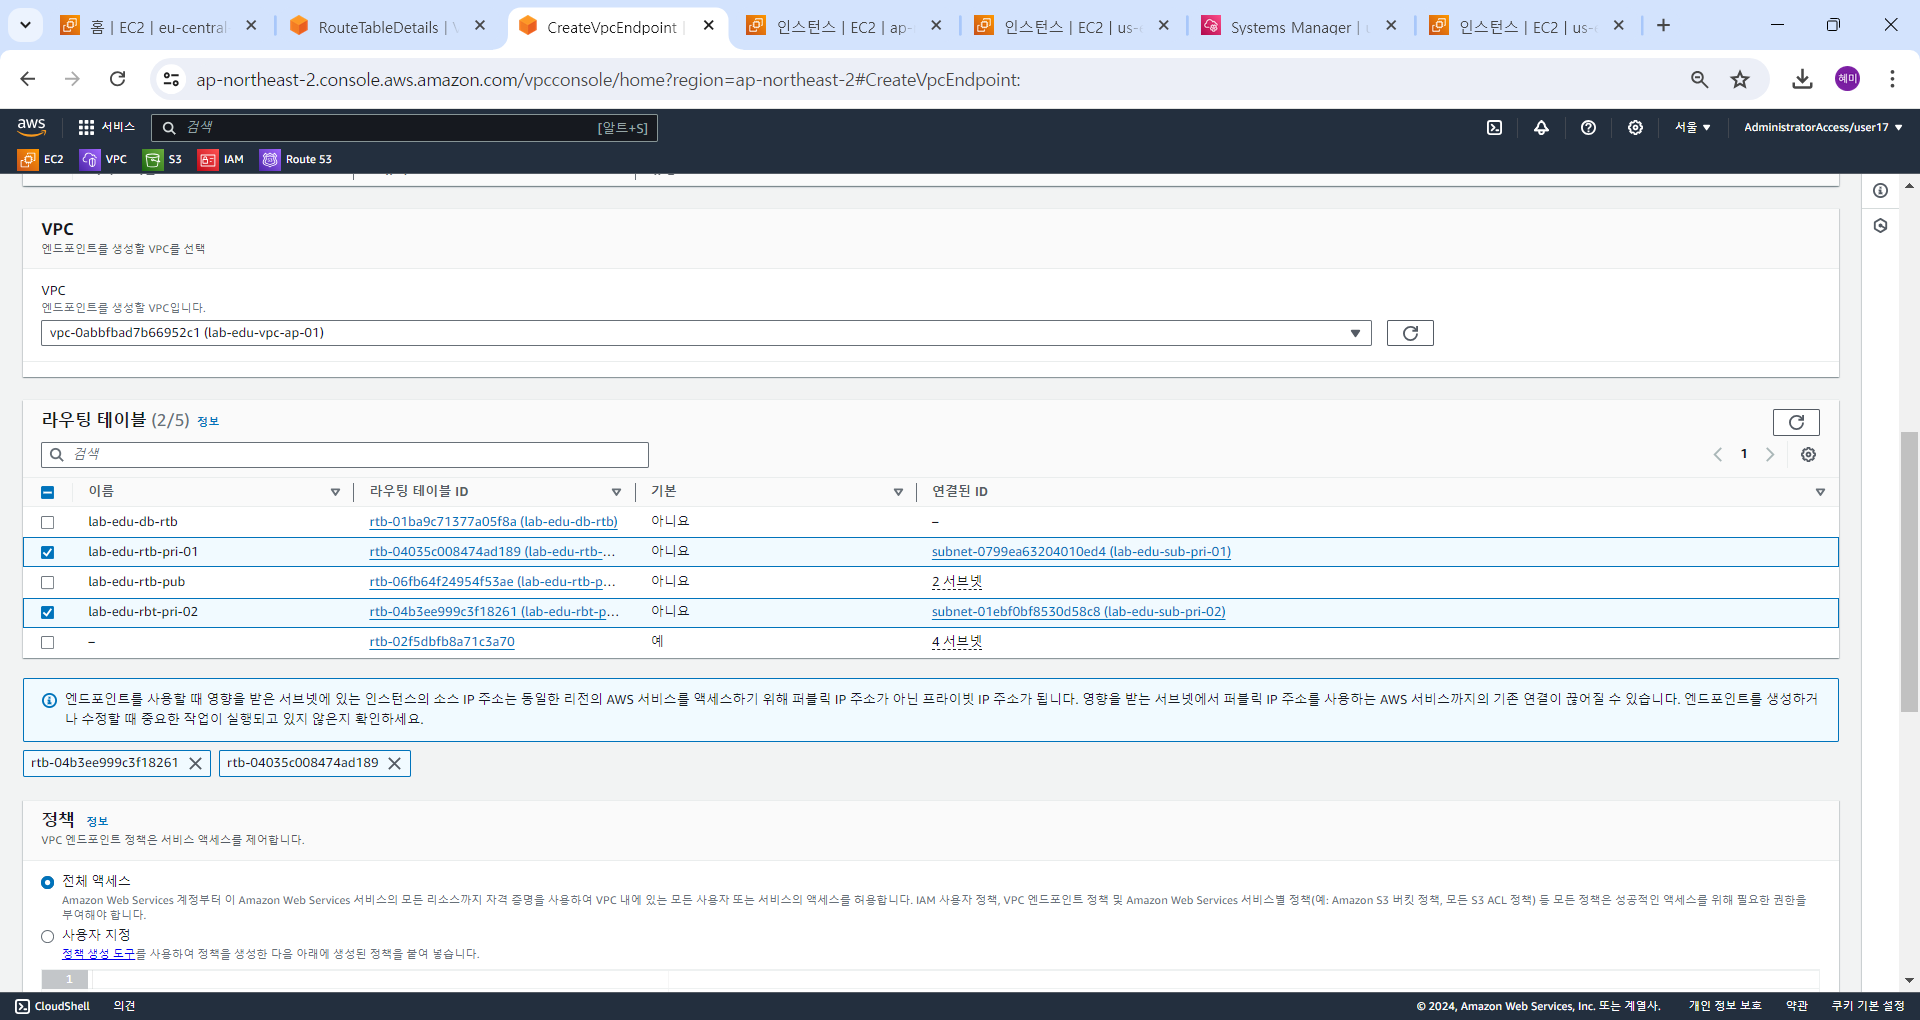 홈 | EC2 | eu-central
RouteTableDetails |
CreateVpcEndpoint |
인스턴스 | EC2 | ap-
인스턴스 | EC2 | us-
Systems Manager |
인스턴스 | EC2 | us-
ap-northeast-2.console.aws.amazon.com/vpcconsole/home?region=ap-northeast-2#CreateVpcEndpoint:
혜미
aws
서비스
검색
[알트+S]
서울
AdministratorAccess/user17
EC2
VPC
S3
IAM
Route 53
VPC
엔드포인트를 생성할 VPC를 선택
VPC
엔드포인트를 생성할 VPC입니다.
vpc-0abbfbad7b66952c1 (lab-edu-vpc-ap-01)
라우팅 테이블 (2/5) 정보
검색
1
이름 라우팅 테이블 ID 기본 연결된 ID
lab-edu-db-rtb rtb-01ba9c71377a05f8a (lab-edu-db-rtb) 아니요 –
lab-edu-rtb-pri-01 rtb-04035c008474ad189 (lab-edu-rtb-... 아니요 subnet-0799ea63204010ed4 (lab-edu-sub-pri-01)
lab-edu-rtb-pub rtb-06fb64f24954f53ae (lab-edu-rtb-p... 아니요 2 서브넷
lab-edu-rbt-pri-02 rtb-04b3ee999c3f18261 (lab-edu-rbt-p... 아니요 subnet-01ebf0bf8530d58c8 (lab-edu-sub-pri-02)
– rtb-02f5dbfb8a71c3a70 예 4 서브넷
엔드포인트를 사용할 때 영향을 받은 서브넷에 있는 인스턴스의 소스 IP 주소는 동일한 리전의 AWS 서비스를 액세스하기 위해 퍼블릭 IP 주소가 아닌 프라이빗 IP 주소가 됩니다. 영향을 받는 서브넷에서 퍼블릭 IP 주소를 사용하는 AWS 서비스까지의 기존 연결이 끊어질 수 있습니다. 엔드포인트를 생성하거
나 수정할 때 중요한 작업이 실행되고 있지 않은지 확인하세요.
rtb-04b3ee999c3f18261
rtb-04035c008474ad189
정책 정보
VPC 엔드포인트 정책은 서비스 액세스를 제어합니다.
전체 액세스
Amazon Web Services 계정부터 이 Amazon Web Services 서비스의 모든 리소스까지 자격 증명을 사용하여 VPC 내에 있는 모든 사용자 또는 서비스의 액세스를 허용합니다. IAM 사용자 정책, VPC 엔드포인트 정책 및 Amazon Web Services 서비스별 정책(예: Amazon S3 버킷 정책, 모든 S3 ACL 정책) 등 모든 정책은 성공적인 액세스를 위해 필요한 권한을
부여해야 합니다.
사용자 지정
정책 생성 도구를 사용하여 정책을 생성한 다음 아래에 생성된 정책을 붙여 넣습니다.
1
CloudShell
의견
© 2024, Amazon Web Services, Inc. 또는 계열사.
개인 정보 보호
약관
쿠키 기본 설정